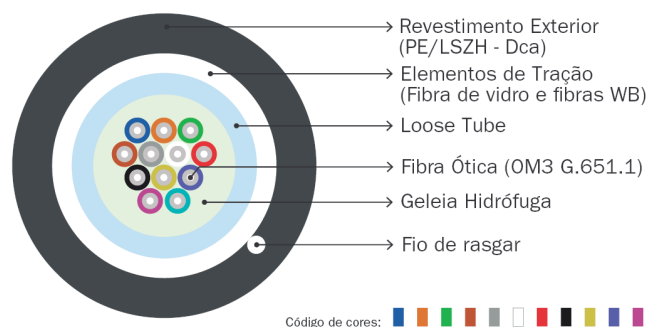 Revestimento Exterior
(PE/LSZH - Dca)
Elementos de Tração
(Fibra de vidro e fibras WB)
Loose Tube
Fibra Ótica (OM3 G.651.1)
Geleia Hidrófuga
Fio de rasgar
Código de cores: